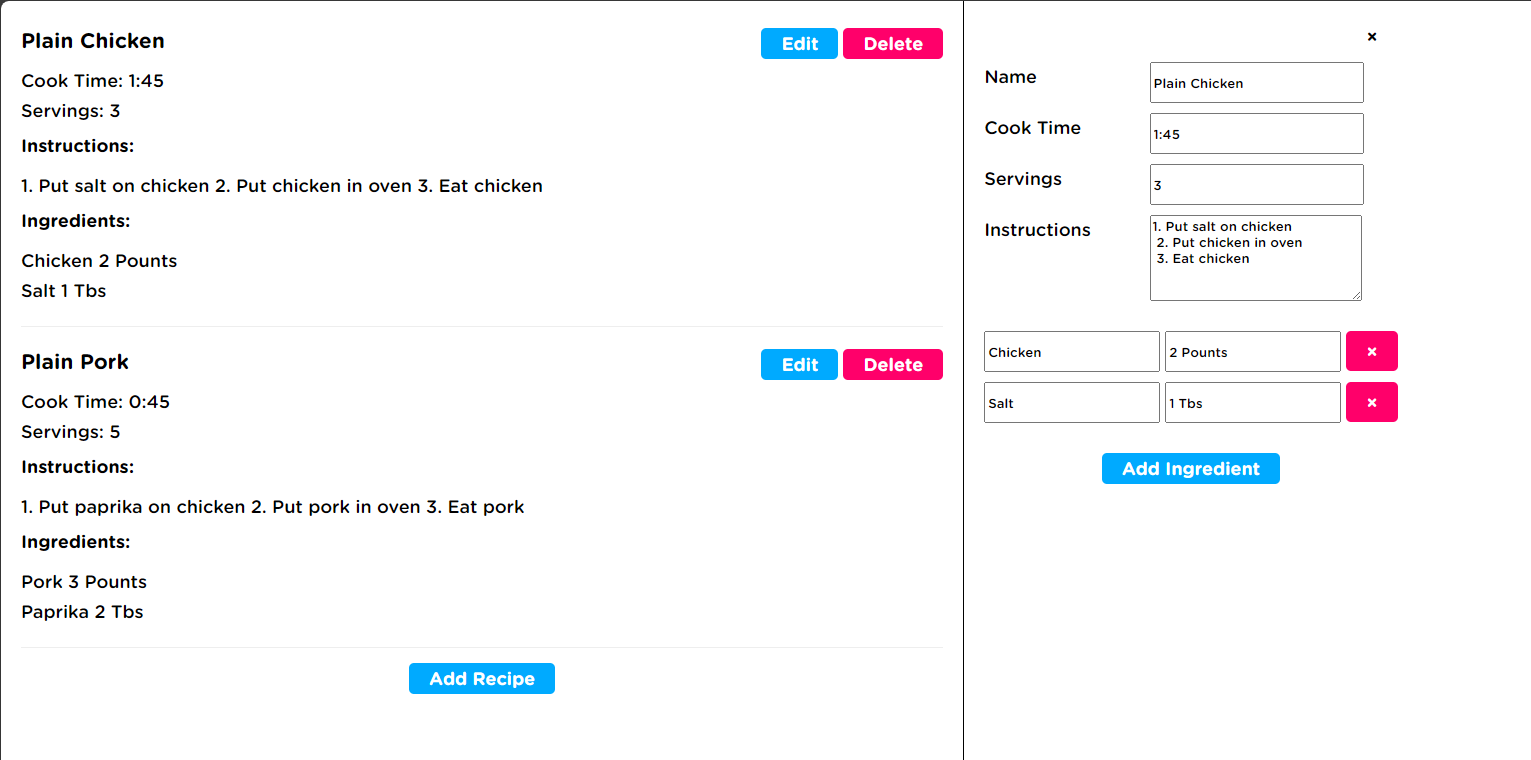 Plain Chicken
Edit
Delete
Cook Time: 1:45
Servings: 3
Instructions:
1. Put salt on chicken 2. Put chicken in oven 3. Eat chicken
Ingredients:
Chicken 2 Pounts
Salt 1 Tbs
Plain Pork
Edit
Delete
Cook Time: 0:45
Servings: 5
Instructions:
1. Put paprika on chicken 2. Put pork in oven 3. Eat pork
Ingredients:
Pork 3 Pounts
Paprika 2 Tbs
Add Recipe
×
Name
Plain Chicken
Cook Time
1:45
Servings
3
Instructions
1. Put salt on chicken
2. Put chicken in oven
3. Eat chicken
Chicken
2 Pounts
×
Salt
1 Tbs
×
Add Ingredient